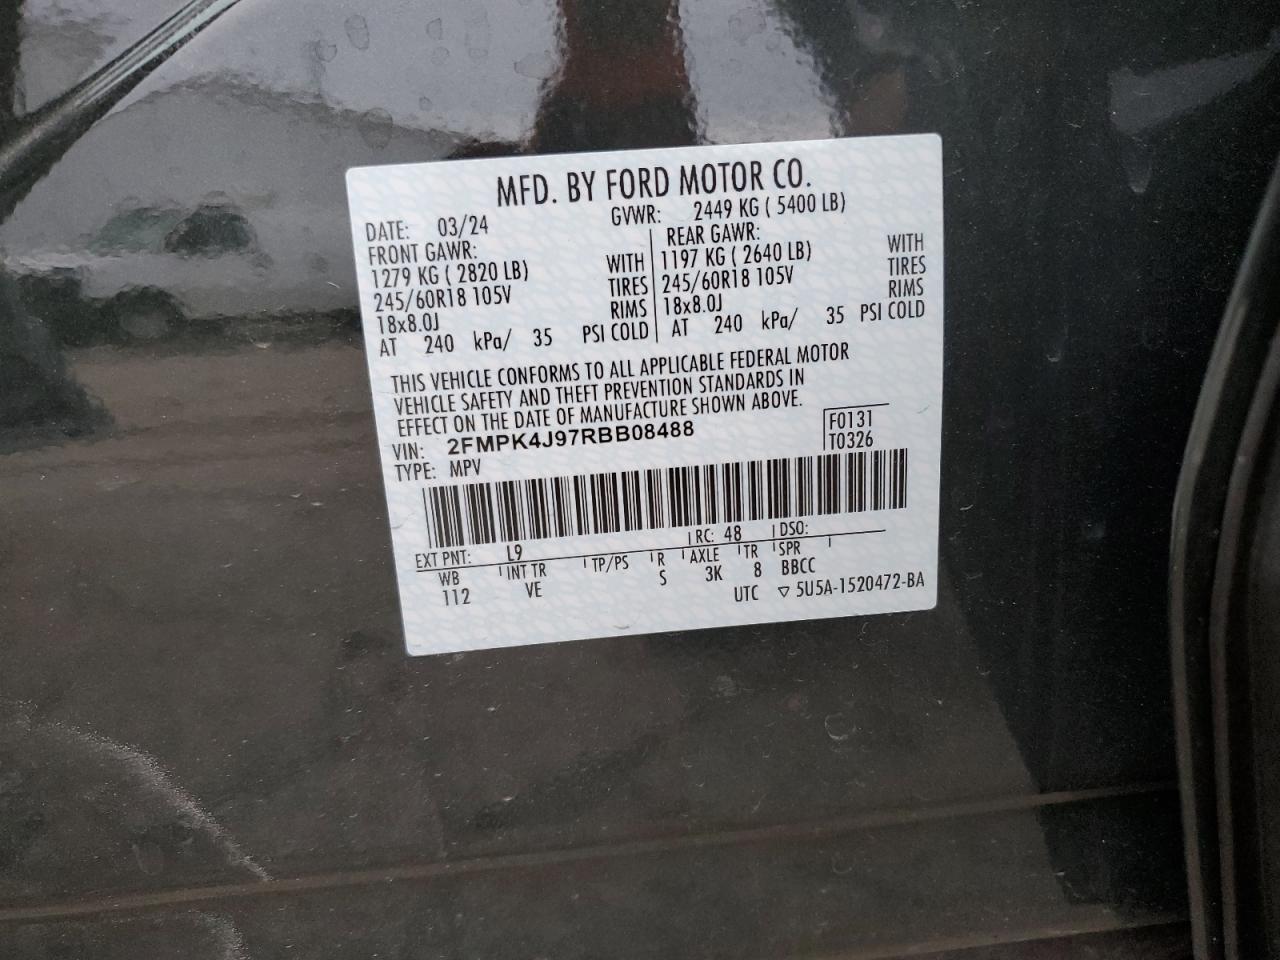 MFD. BY FORD MOTOR CO.
DATE: 03/24 GVWR: 2449 KG ( 5400 LB)
FRONT GAWR: REAR GAWR:
1279 KG ( 2820 LB) WITH 1197 KG ( 2640 LB) WITH
245/60R18 105V TIRES 245/60R18 105V TIRES
18x8.0J RIMS 18x8.0J RIMS
AT 240 kPa/ 35 PSI COLD AT 240 kPa/ 35 PSI COLD
THIS VEHICLE CONFORMS TO ALL APPLICABLE FEDERAL MOTOR
VEHICLE SAFETY AND THEFT PREVENTION STANDARDS IN
EFFECT ON THE DATE OF MANUFACTURE SHOWN ABOVE.
VIN: 2FMPK4J97RBB08488 F0131
TYPE: MPV T0326
EXT PNT: L9 RC: 48 DSO:
WB INT TR TP/PS R AXLE TR SPR
112 VE S 3K 8 BBCC
UTC ▽ 5U5A-1520472-BA